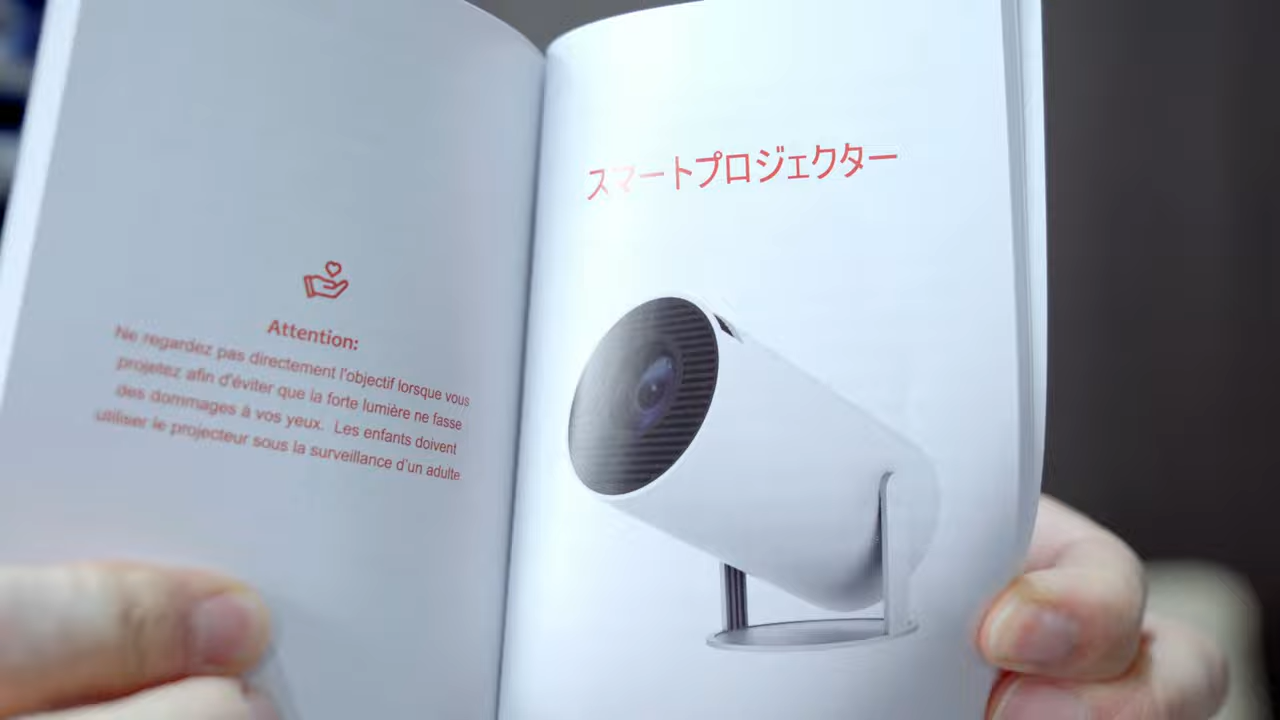 Attention:
Ne regardez pas directement l'objectif lorsque vous
projetez afin d'éviter que la forte lumière ne fasse
des dommages à vos yeux. Les enfants doivent
utiliser le projecteur sous la surveillance d'un adulte
スマートプロジェクター